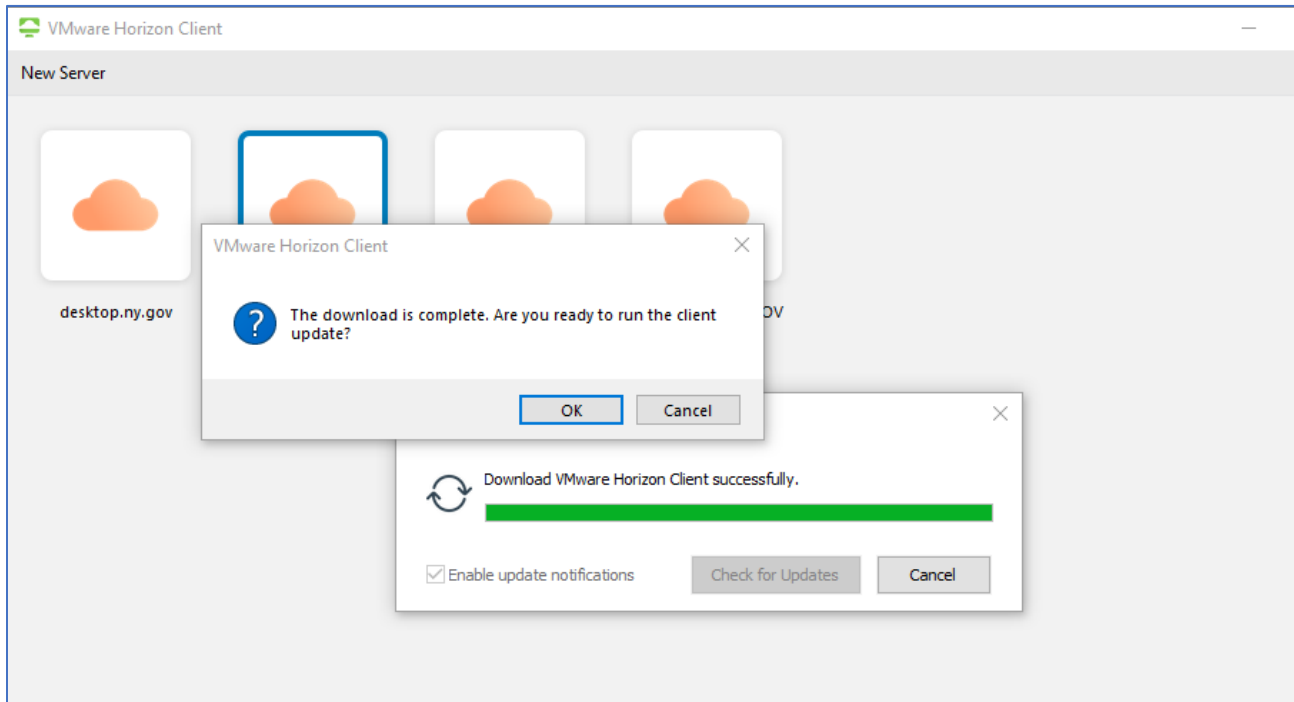 VMware Horizon Client
New Server
VMware Horizon Client
The download is complete. Are you ready to run the client
update?
OK
Cancel
desktop.ny.gov
OV
Download VMware Horizon Client successfully.
Enable update notifications
Check for Updates
Cancel